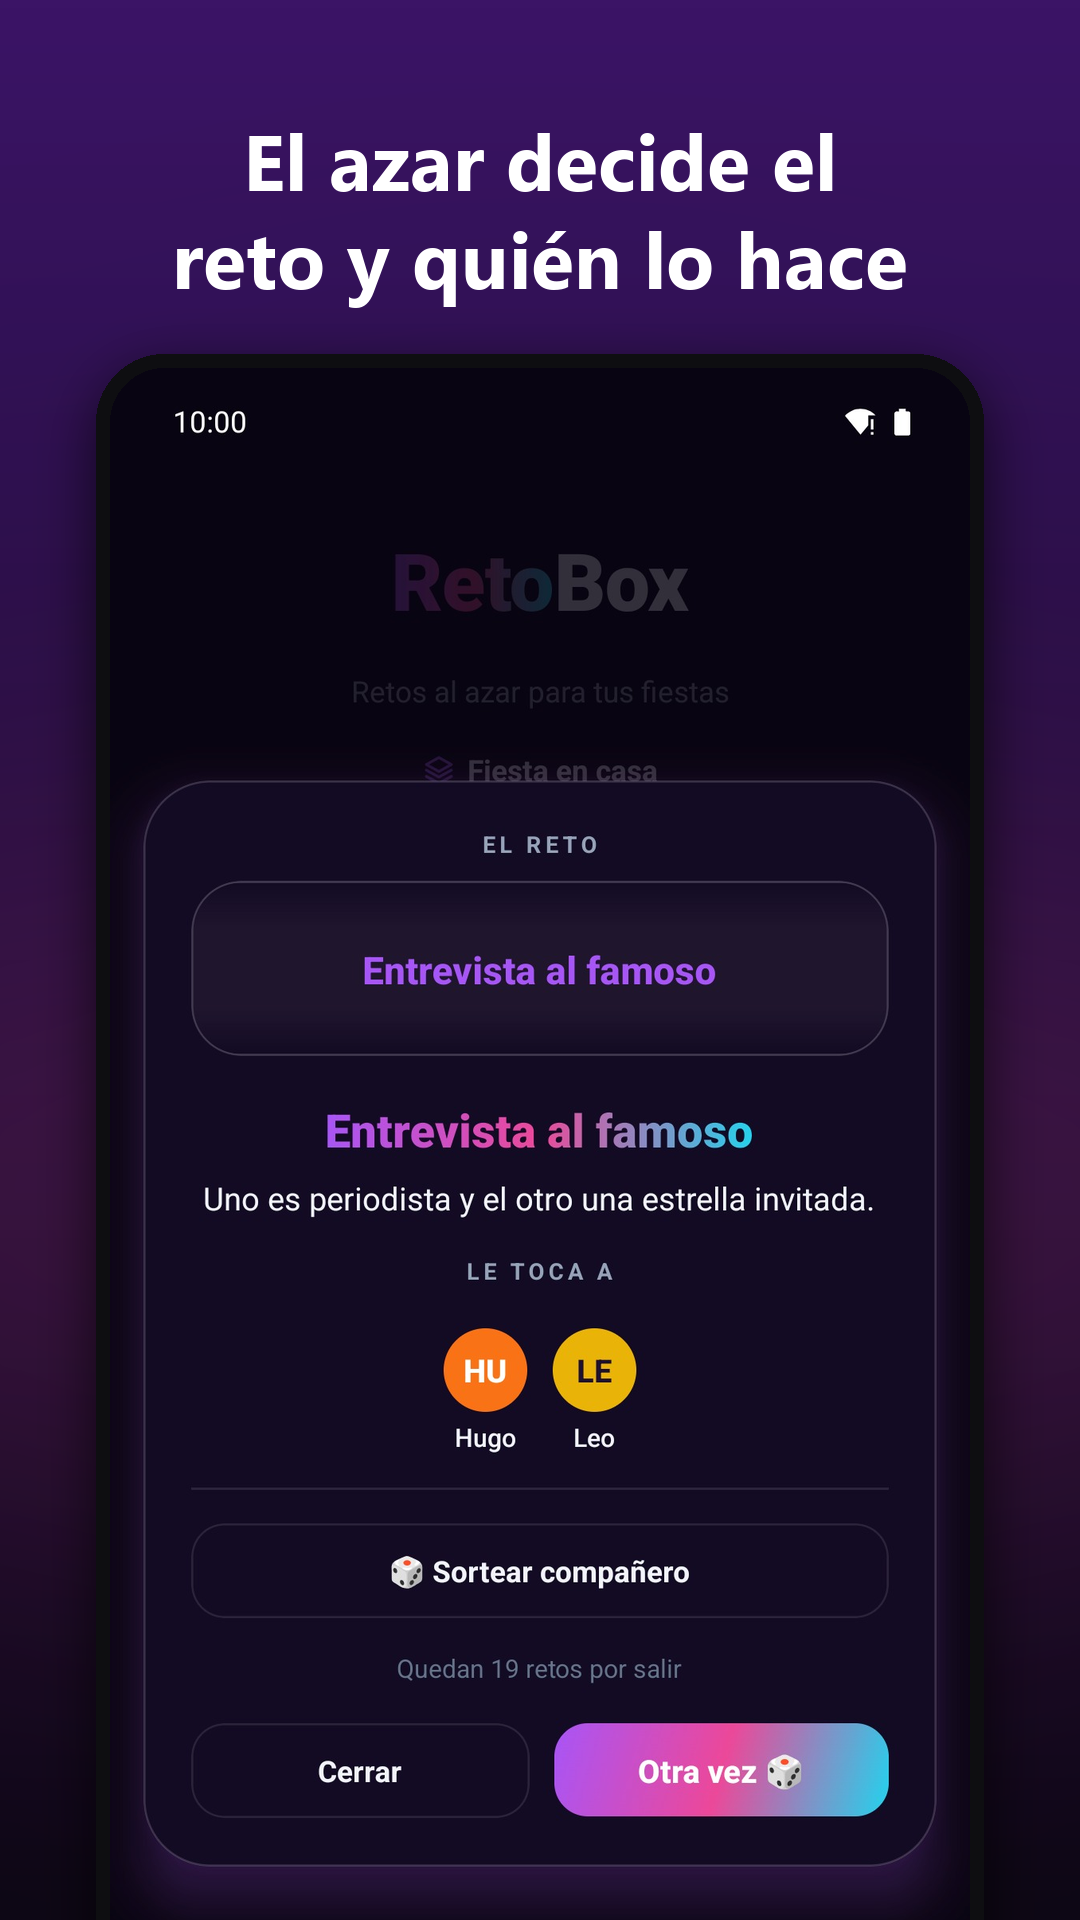 El azar decide el
reto y quién lo hace
10:00
RetoBox
Retos al azar para tus fiestas
Fiesta en casa
EL RETO
Entrevista al famoso
Entrevista al famoso
Uno es periodista y el otro una estrella invitada.
LE TOCA A
HU LE
Hugo Leo
🎲 Sortear compañero
Quedan 19 retos por salir
Cerrar
Otra vez 🎲